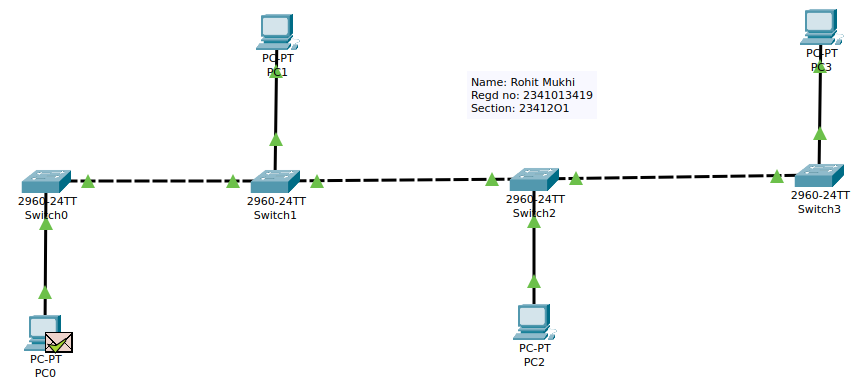 PC-PT
PC1
PC-PT
PC3
Name: Rohit Mukhi
Regd no: 2341013419
Section: 23412O1
2960-24TT
Switch0
2960-24TT
Switch1
2960-24TT
Switch2
2960-24TT
Switch3
PC-PT
PC0
PC-PT
PC2